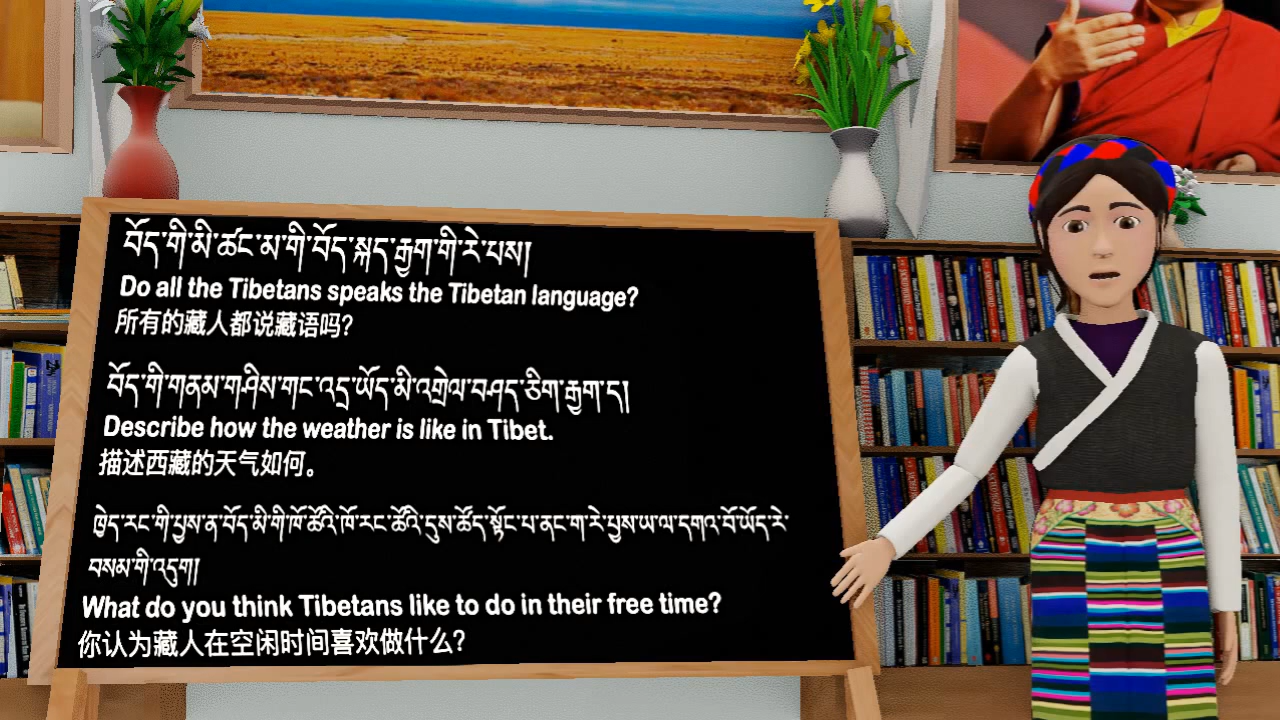 བོད་གི་མི་ཚང་མ་གི་བོད་སྐད་རྒྱག་གི་རེ་པས།
Do all the Tibetans speaks the Tibetan language?
所有的藏人都说藏语吗?
བོད་གི་གནམ་གཤིས་གང་འདྲ་ཡོད་མི་འགྲེལ་བཤད་ཅིག་རྒྱག་ད།
Describe how the weather is like in Tibet.
描述西藏的天气如何。
ཁྱེད་རང་གི་བྱས་ན་བོད་མི་གི་ཁོ་ཚོའི་ཁོ་རང་ཚོའི་དུས་ཚོད་སྟོང་པ་ནང་ག་རེ་བྱས་ཡ་ལ་དགའ་བོ་ཡོད་རེ་
བསམ་གི་འདུག།
What do you think Tibetans like to do in their free time?
你认为藏人在空闲时间喜欢做什么?